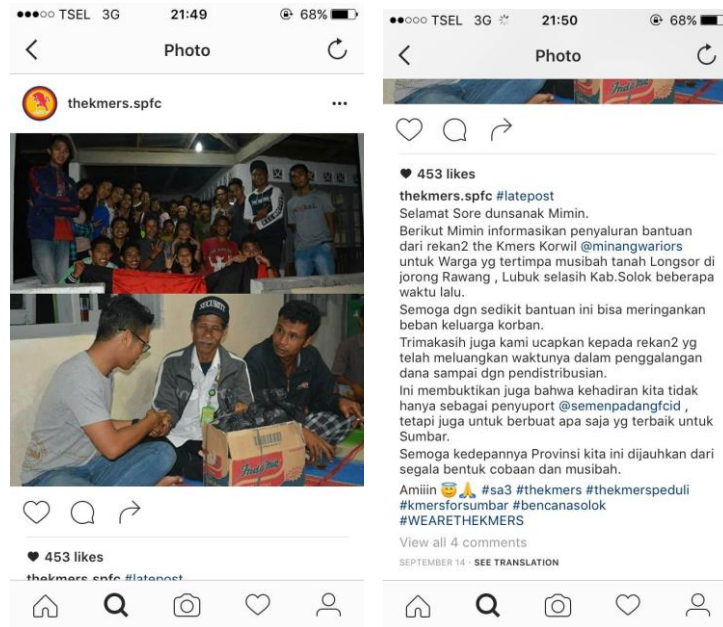 TSEL 3G 21:49 68%
Photo
thekmers.spfc
SECURITY
Indomie
453 likes
thekmers.spfc #latepost
TSEL 3G 21:50 68%
Photo
Indomie
453 likes
thekmers.spfc #latepost
Selamat Sore dunsanak Mimin.
Berikut Mimin informasikan penyaluran bantuan
dari rekan2 the Kmers Korwil @minangwariors
untuk Warga yg tertimpa musibah tanah Longsor di
jorong Rawang , Lubuk selasih Kab.Solok beberapa
waktu lalu.
Semoga dgn sedikit bantuan ini bisa meringankan
beban keluarga korban.
Trimakasih juga kami ucapkan kepada rekan2 yg
telah meluangkan waktunya dalam penggalangan
dana sampai dgn pendistribusian.
Ini membuktikan juga bahwa kehadiran kita tidak
hanya sebagai penyuport @semenpadangfcid ,
tetapi juga untuk berbuat apa saja yg terbaik untuk
Sumbar.
Semoga kedepannya Provinsi kita ini dijauhkan dari
segala bentuk cobaan dan musibah.
Amiiin 😇🙏 #sa3 #thekmers #thekmerspeduli
#kmersforsumbar #bencanasolok
#WEARETHEKMERS
View all 4 comments
SEPTEMBER 14 · SEE TRANSLATION